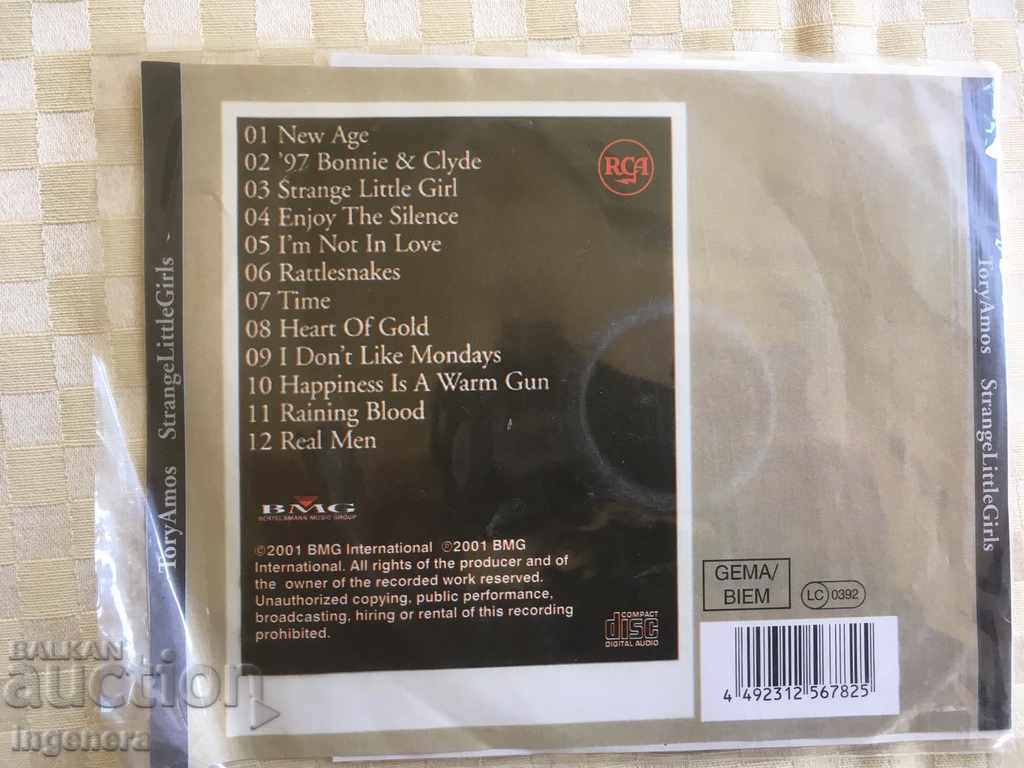 01 New Age
02 '97 Bonnie & Clyde
03 Strange Little Girl
04 Enjoy The Silence
05 I'm Not In Love
06 Rattlesnakes
07 Time
08 Heart Of Gold
09 I Don't Like Mondays
10 Happiness Is A Warm Gun
11 Raining Blood
12 Real Men
RCA
BMG
BERTELSMANN MUSIC GROUP
©2001 BMG International ℗2001 BMG
International. All rights of the producer and of
the owner of the recorded work reserved.
Unauthorized copying, public performance,
broadcasting, hiring or rental of this recording
prohibited.
COMPACT
disc
DIGITAL AUDIO
GEMA/
BIEM
LC 0392
4 492312 567825
ToryAmos StrangeLittleGirls
ToryAmos StrangeLittleGirls
BALKAN
auction
Ingenera